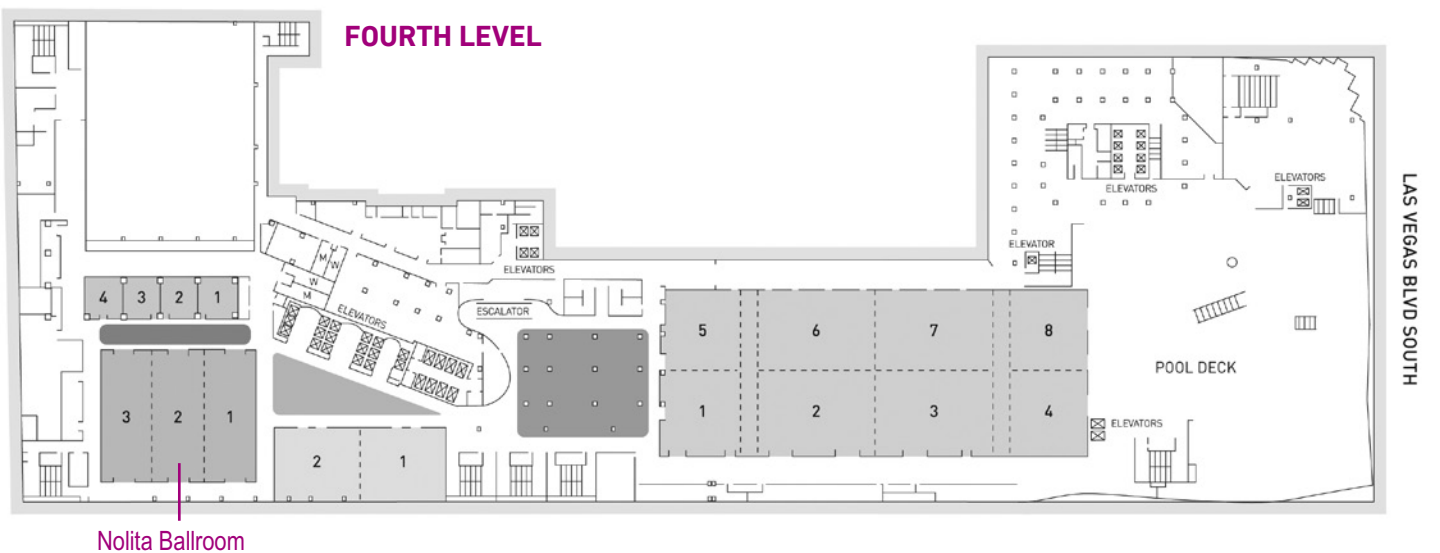 FOURTH LEVEL
ELEVATORS
ELEVATORS
ELEVATOR
LAS VEGAS BLVD SOUTH
M
W
W
M
ELEVATORS
ELEVATORS
ESCALATOR
4 3 2 1
5 6 7 8
POOL DECK
3 2 1
1 2 3 4
ELEVATORS
2 1
Nolita Ballroom